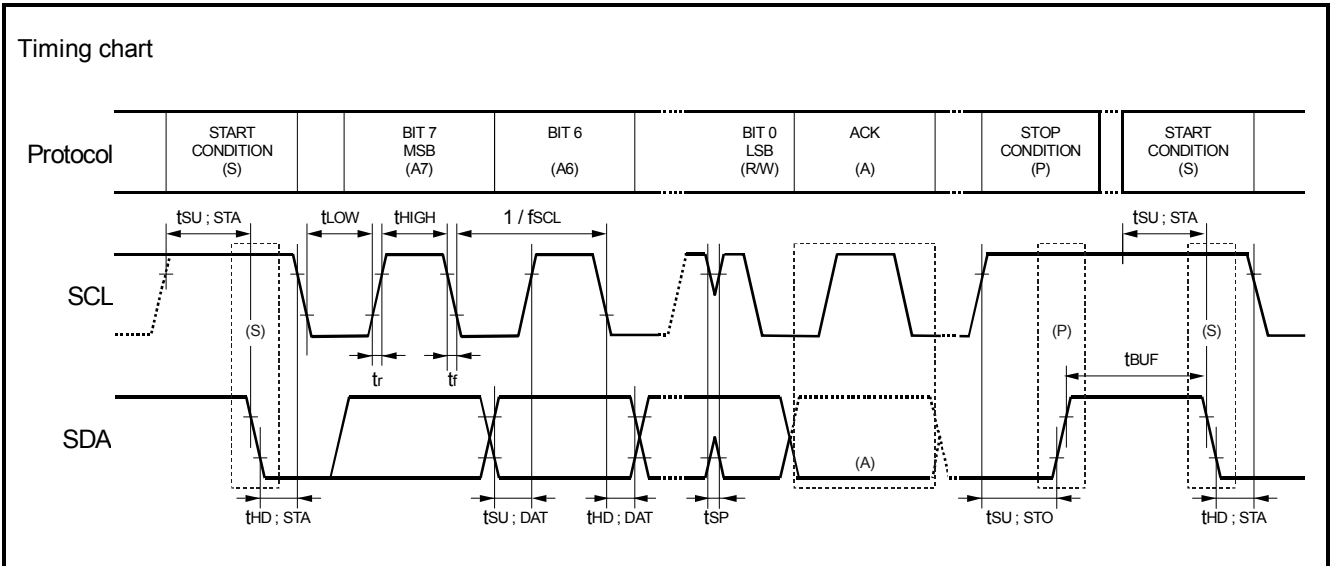 Timing chart
Protocol
START
CONDITION
(S)
BIT 7
MSB
(A7)
BIT 6
(A6)
BIT 0
LSB
(R/W)
ACK
(A)
STOP
CONDITION
(P)
START
CONDITION
(S)
tSU ; STA
tLOW
tHIGH
1 / fSCL
tSU ; STA
SCL
(S)
(P)
(S)
tr
tf
tBUF
SDA
(A)
tHD ; STA
tSU ; DAT
tHD ; DAT
tSP
tSU ; STO
tHD ; STA